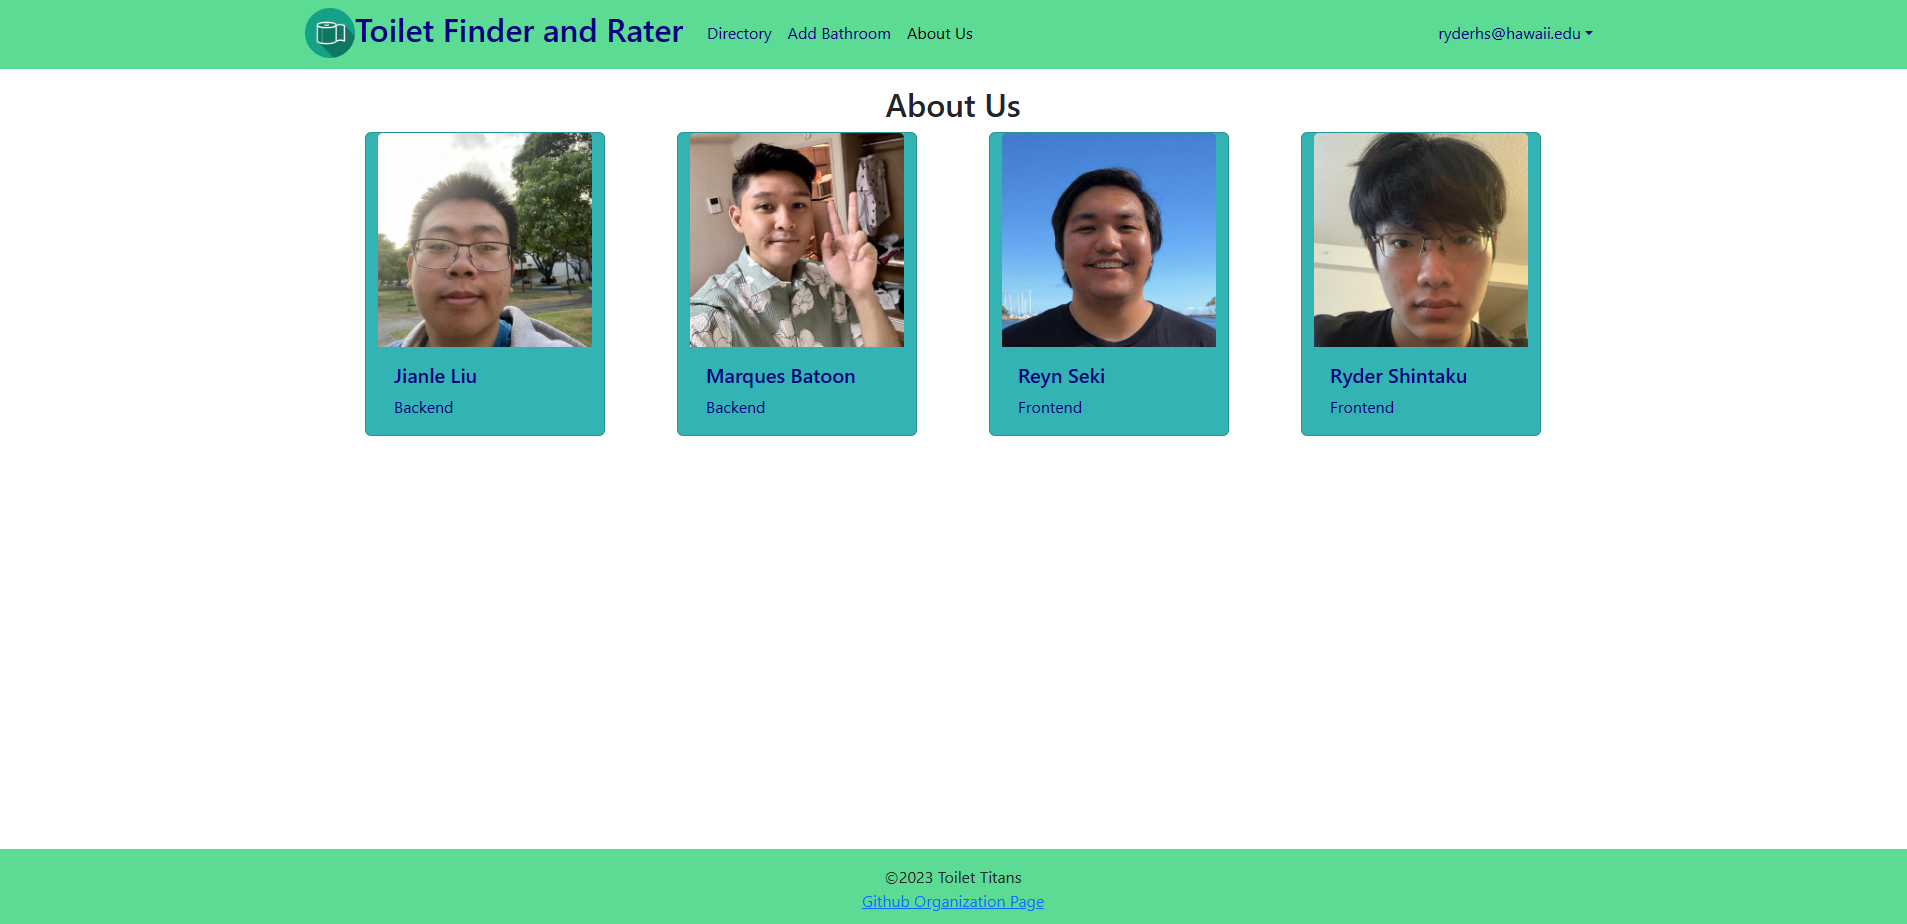 Toilet Finder and Rater Directory Add Bathroom About Us ryderhs@hawaii.edu
About Us
Jianle Liu
Backend
Marques Batoon
Backend
Reyn Seki
Frontend
Ryder Shintaku
Frontend
©2023 Toilet Titans
Github Organization Page